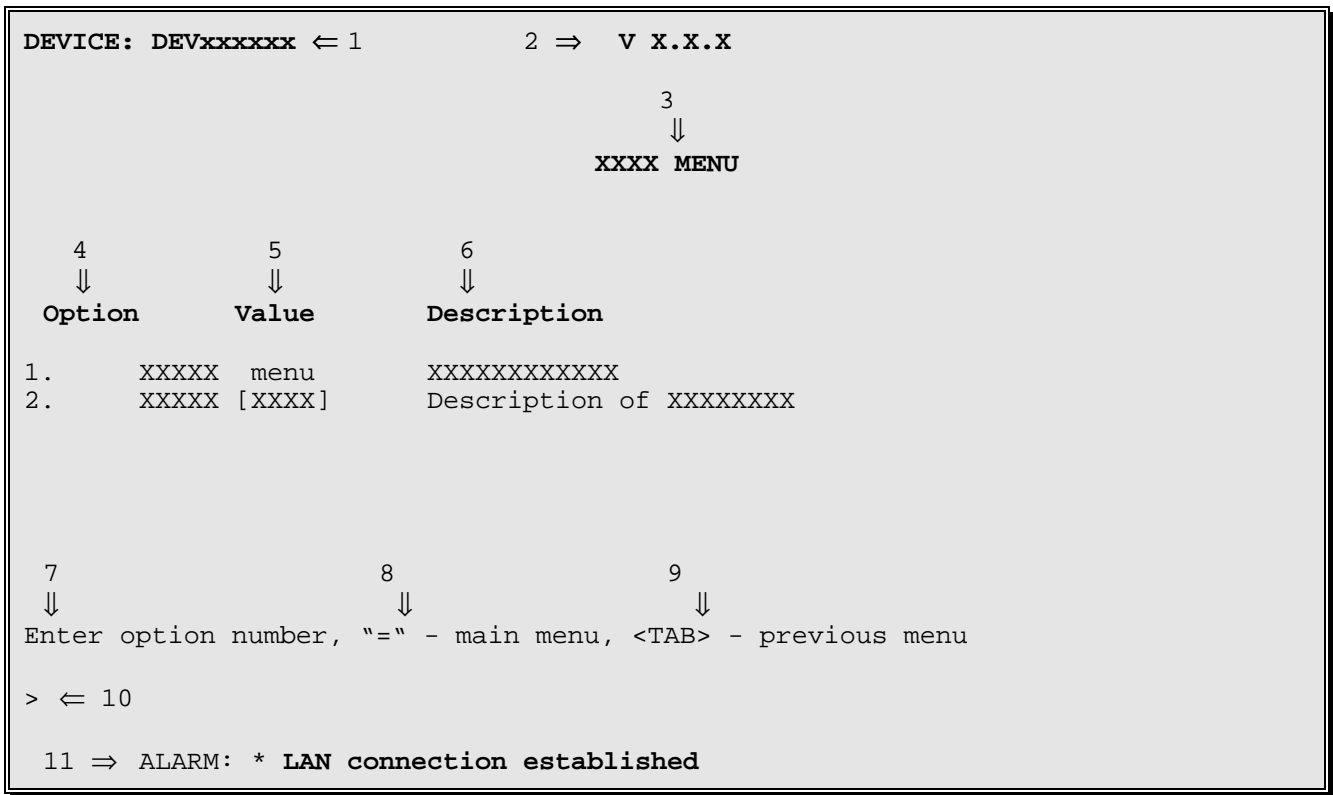 DEVICE: DEVxxxxxx ⇐ 1 2 ⇒ V X.X.X
3
⇓
XXXX MENU
4 5 6
⇓ ⇓ ⇓
Option Value Description
1. XXXXX menu XXXXXXXXXXXX
2. XXXXX [XXXX] Description of XXXXXXXX
7 8 9
⇓ ⇓ ⇓
Enter option number, “=“ - main menu, <TAB> - previous menu
> ⇐ 10
11 ⇒ ALARM: * LAN connection established